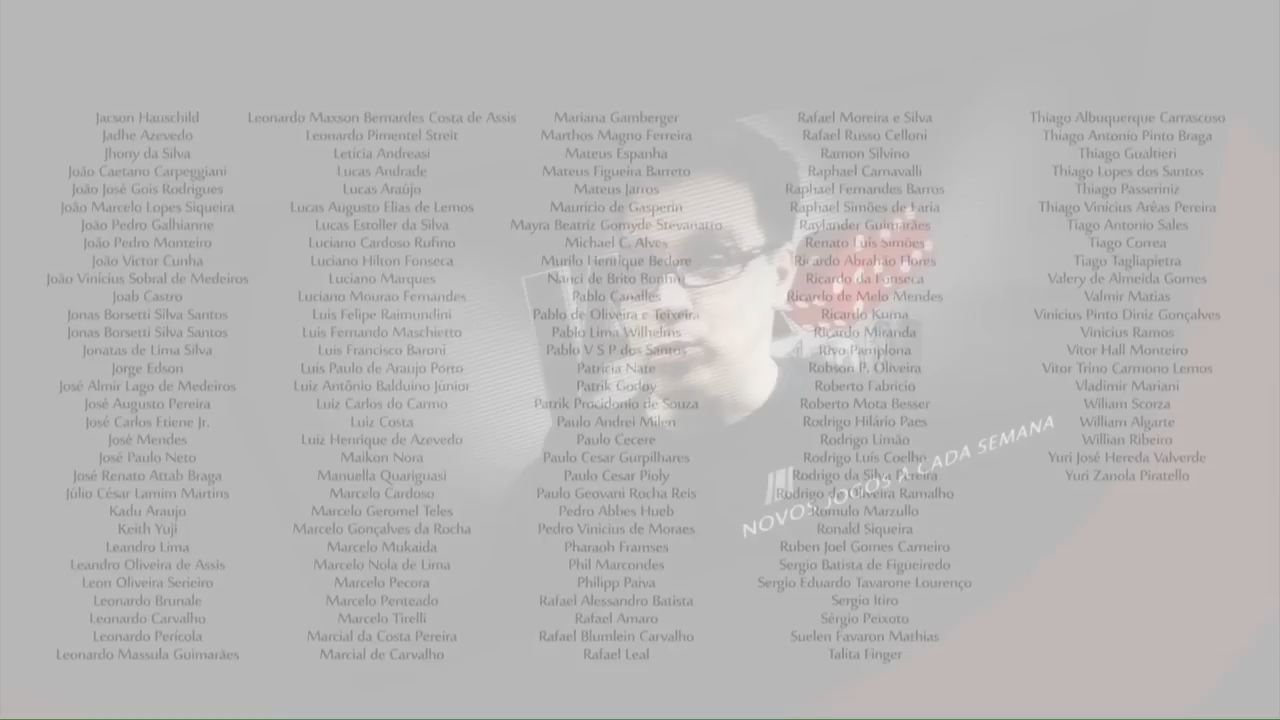 Jacson Hauschild
Jadhe Azevedo
Jhony da Silva
João Caetano Carpeggiani
João José Gois Rodrigues
João Marcelo Lopes Siqueira
João Pedro Galhianne
João Pedro Monteiro
João Victor Cunha
João Vinícius Sobral de Medeiros
Joab Castro
Jonas Borsetti Silva Santos
Jonas Borsetti Silva Santos
Jonatas de Lima Silva
Jorge Edson
José Almir Lago de Medeiros
José Augusto Pereira
José Carlos Etiene Jr.
José Mendes
José Paulo Neto
José Renato Attab Braga
Júlio César Lamim Martins
Kadu Araujo
Keith Yuji
Leandro Lima
Leandro Oliveira de Assis
Leon Oliveira Serieiro
Leonardo Brunale
Leonardo Carvalho
Leonardo Perícola
Leonardo Massula Guimarães
Leonardo Maxson Bernardes Costa de Assis
Leonardo Pimentel Streit
Letícia Andreasi
Lucas Andrade
Lucas Araújo
Lucas Augusto Elias de Lemos
Lucas Estoller da Silva
Luciano Cardoso Rufino
Luciano Hilton Fonseca
Luciano Marques
Luciano Mourao Fernandes
Luis Felipe Raimundini
Luis Fernando Maschietto
Luis Francisco Baroni
Luis Paulo de Araujo Porto
Luiz Antônio Balduino Júnior
Luiz Carlos do Carmo
Luiz Costa
Luiz Henrique de Azevedo
Maikon Nora
Manuella Quariguasi
Marcelo Cardoso
Marcelo Geromel Teles
Marcelo Gonçalves da Rocha
Marcelo Mukaida
Marcelo Nola de Lima
Marcelo Pecora
Marcelo Penteado
Marcelo Tirelli
Marcial da Costa Pereira
Marcial de Carvalho
Mariana Gamberger
Marthos Magno Ferreira
Mateus Espanha
Mateus Figueira Barreto
Mateus Jarros
Maurício de Gasperin
Mayra Beatriz Gomyde Stevanatto
Michael C. Alves
Murilo Henrique Bedore
Nanci de Brito Bonfim
Pablo Canalles
Pablo de Oliveira e Teixeira
Pablo Lima Wilhelms
Pablo V S P dos Santos
Patricia Nate
Patrik Godoy
Patrik Procidonio de Souza
Paulo Andrei Milen
Paulo Cecere
Paulo Cesar Gurpilhares
Paulo Cesar Pioly
Paulo Geovani Rocha Reis
Pedro Abbes Hueb
Pedro Vinicius de Moraes
Pharaoh Framses
Phil Marcondes
Philipp Paiva
Rafael Alessandro Batista
Rafael Amaro
Rafael Blumlein Carvalho
Rafael Leal
Rafael Moreira e Silva
Rafael Russo Celloni
Ramon Silvino
Raphael Carnavalli
Raphael Fernandes Barros
Raphael Simões de Faria
Raylander Guimarães
Renato Luis Simões
Ricardo Abrahão Flores
Ricardo da Fonseca
Ricardo de Melo Mendes
Ricardo Kuma
Ricardo Miranda
Rivo Pamplona
Robson P. Oliveira
Roberto Fabricio
Roberto Mota Besser
Rodrigo Hilário Paes
Rodrigo Limão
Rodrigo Luís Coelho
Rodrigo da Silva Pereira
Rodrigo de Oliveira Ramalho
Romulo Marzullo
Ronald Siqueira
Ruben Joel Gomes Carneiro
Sergio Batista de Figueiredo
Sergio Eduardo Tavarone Lourenço
Sergio Itiro
Sérgio Peixoto
Suelen Favaron Mathias
Talita Finger
Thiago Albuquerque Carrascoso
Thiago Antonio Pinto Braga
Thiago Gualtieri
Thiago Lopes dos Santos
Thiago Passeriniz
Thiago Vinicius Arêas Pereira
Tiago Antonio Sales
Tiago Correa
Tiago Tagliapietra
Valery de Almeida Gomes
Valmir Matias
Vinicius Pinto Diniz Gonçalves
Vinicius Ramos
Vitor Hall Monteiro
Vítor Trino Carmono Lemos
Vladimir Mariani
Wiliam Scorza
William Algarte
Willian Ribeiro
Yuri José Hereda Valverde
Yuri Zanola Piratello
NOVOS JOGOS A CADA SEMANA